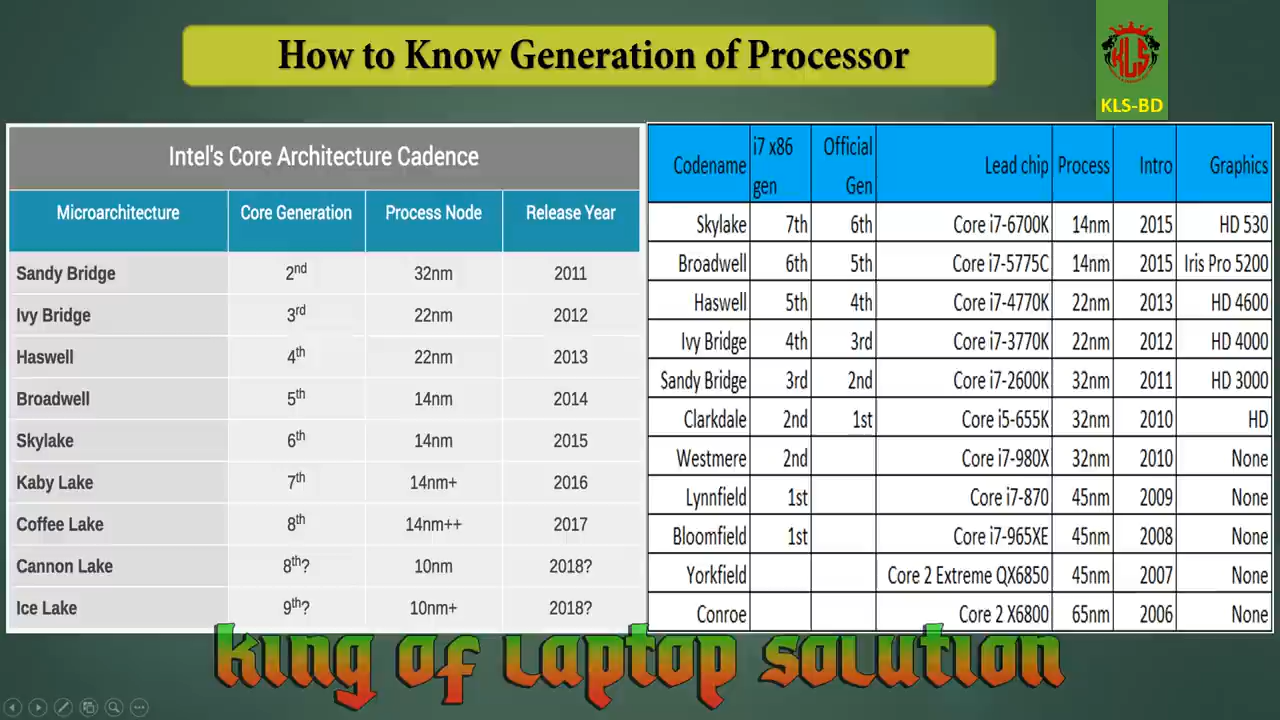 How to Know Generation of Processor
KLS
KLS-BD
Intel's Core Architecture Cadence
Microarchitecture Core Generation Process Node Release Year
Sandy Bridge 2nd 32nm 2011
Ivy Bridge 3rd 22nm 2012
Haswell 4th 22nm 2013
Broadwell 5th 14nm 2014
Skylake 6th 14nm 2015
Kaby Lake 7th 14nm+ 2016
Coffee Lake 8th 14nm++ 2017
Cannon Lake 8th? 10nm 2018?
Ice Lake 9th? 10nm+ 2018?
Codename i7 x86 gen Official Gen Lead chip Process Intro Graphics
Skylake 7th 6th Core i7-6700K 14nm 2015 HD 530
Broadwell 6th 5th Core i7-5775C 14nm 2015 Iris Pro 5200
Haswell 5th 4th Core i7-4770K 22nm 2013 HD 4600
Ivy Bridge 4th 3rd Core i7-3770K 22nm 2012 HD 4000
Sandy Bridge 3rd 2nd Core i7-2600K 32nm 2011 HD 3000
Clarkdale 2nd 1st Core i5-655K 32nm 2010 HD
Westmere 2nd Core i7-980X 32nm 2010 None
Lynnfield 1st Core i7-870 45nm 2009 None
Bloomfield 1st Core i7-965XE 45nm 2008 None
Yorkfield Core 2 Extreme QX6850 45nm 2007 None
Conroe Core 2 X6800 65nm 2006 None
king of laptop solution